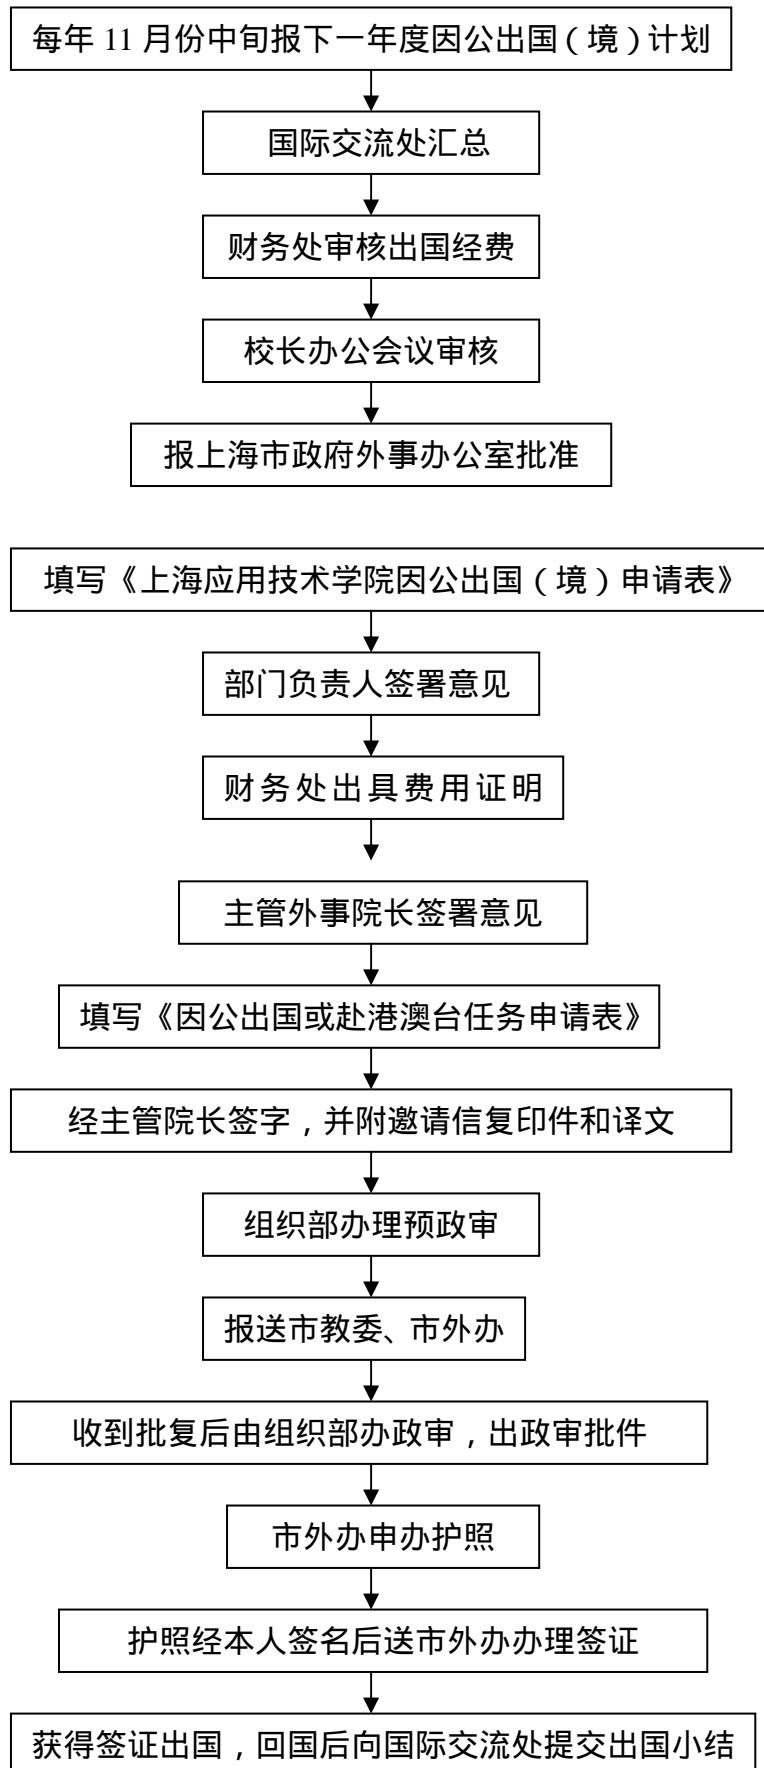 每年 11 月份中旬报下一年度因公出国（境）计划
国际交流处汇总
财务处审核出国经费
校长办公会议审核
报上海市政府外事办公室批准
填写《上海应用技术学院因公出国（境）申请表》
部门负责人签署意见
财务处出具费用证明
主管外事院长签署意见
填写《因公出国或赴港澳台任务申请表》
经主管院长签字，并附邀请信复印件和译文
组织部办理预政审
报送市教委、市外办
收到批复后由组织部办政审，出政审批件
市外办申办护照
护照经本人签名后送市外办办理签证
获得签证出国，回国后向国际交流处提交出国小结